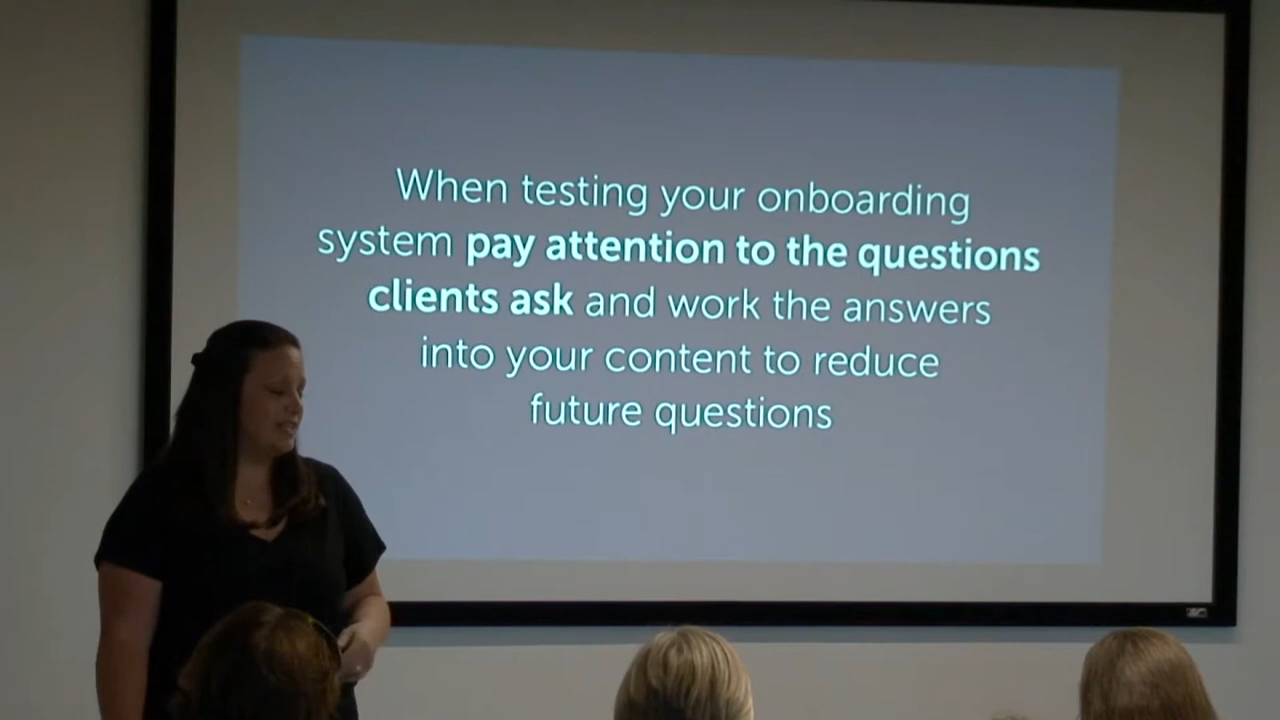 When testing your onboarding
system pay attention to the questions
clients ask and work the answers
into your content to reduce
future questions